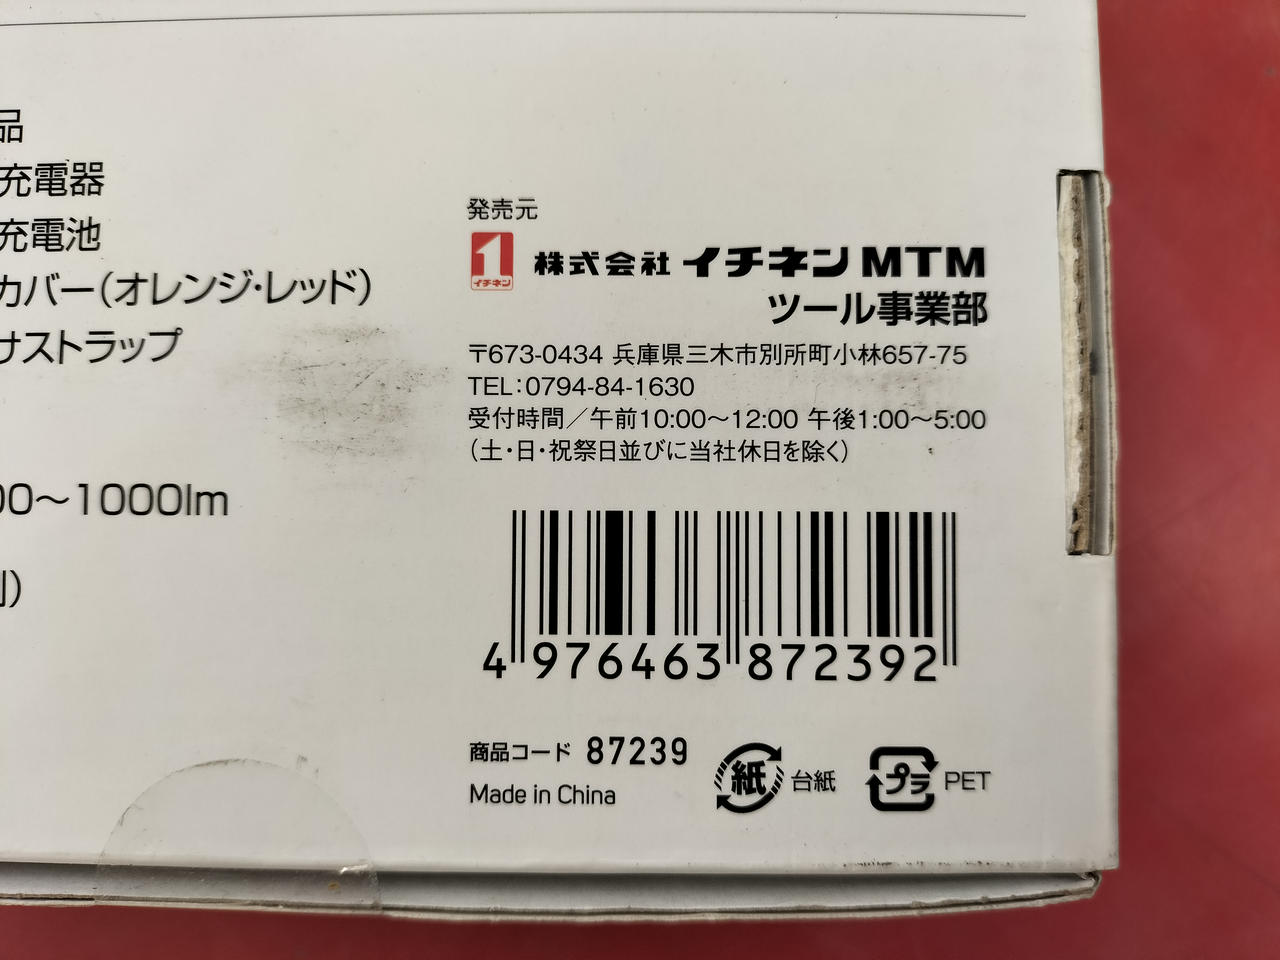 品
充電器
充電池
カバー(オレンジ・レッド)
ストラップ
00～1000lm
発売元
1 イチネン
株式会社 イチネン MTM
ツール事業部
〒673-0434 兵庫県三木市別所町小林657-75
TEL：0794-84-1630
受付時間／午前10:00～12:00 午後1:00～5:00
(土・日・祝祭日並びに当社休日を除く)
4 976463 872392
商品コード 87239
Made in China
紙 台紙
プラ PET